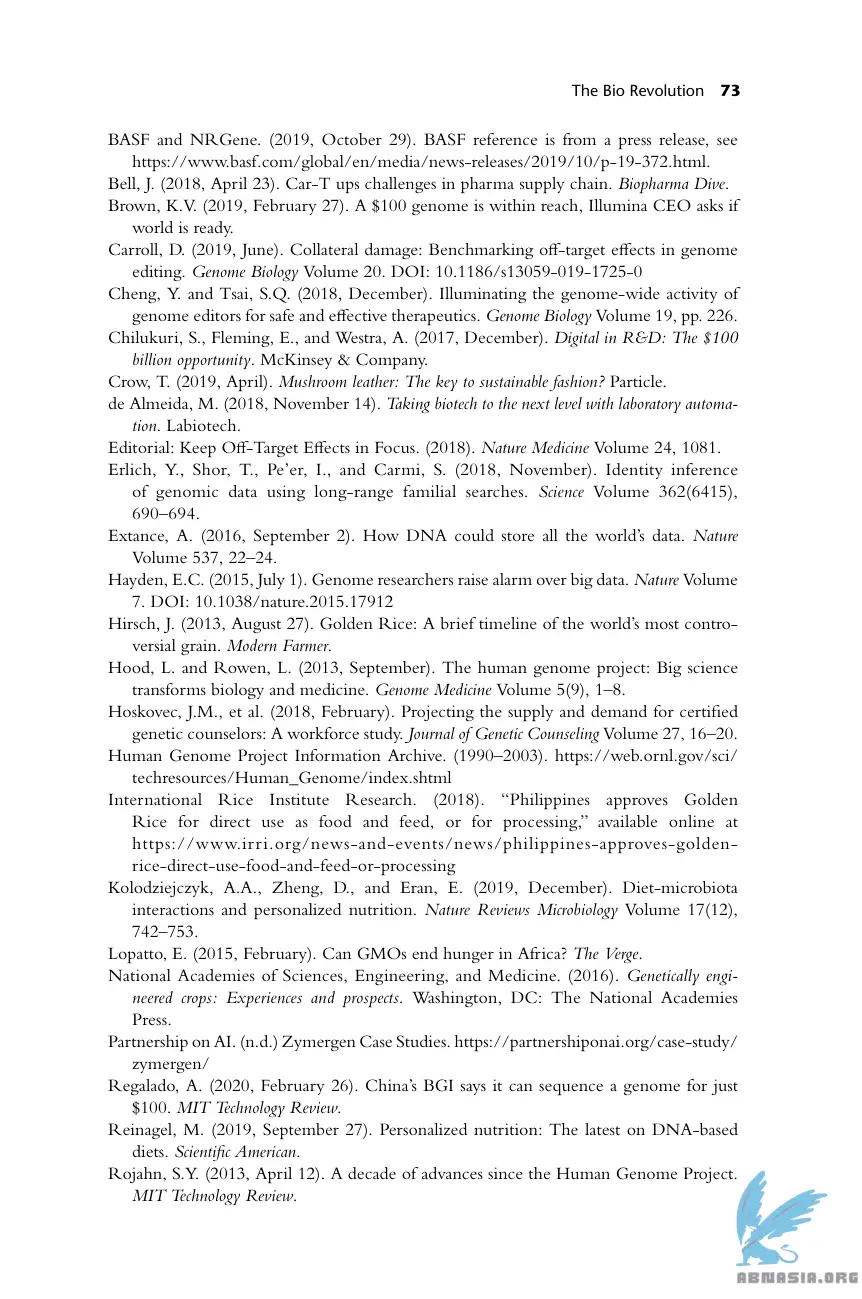 The Bio Revolution 73
BASF and NRGene. (2019, October 29). BASF reference is from a press release, see
https://www.basf.com/global/en/media/news-releases/2019/10/p-19-372.html.
Bell, J. (2018, April 23). Car-T ups challenges in pharma supply chain. Biopharma Dive.
Brown, K.V. (2019, February 27). A $100 genome is within reach, Illumina CEO asks if
world is ready.
Carroll, D. (2019, June). Collateral damage: Benchmarking off-target effects in genome
editing. Genome Biology Volume 20. DOI: 10.1186/s13059-019-1725-0
Cheng, Y. and Tsai, S.Q. (2018, December). Illuminating the genome-wide activity of
genome editors for safe and effective therapeutics. Genome Biology Volume 19, pp. 226.
Chilukuri, S., Fleming, E., and Westra, A. (2017, December). Digital in R&D: The $100
billion opportunity. McKinsey & Company.
Crow, T. (2019, April). Mushroom leather: The key to sustainable fashion? Particle.
de Almeida, M. (2018, November 14). Taking biotech to the next level with laboratory automa-
tion. Labiotech.
Editorial: Keep Off-Target Effects in Focus. (2018). Nature Medicine Volume 24, 1081.
Erlich, Y., Shor, T., Pe’er, I., and Carmi, S. (2018, November). Identity inference
of genomic data using long-range familial searches. Science Volume 362(6415),
690–694.
Extance, A. (2016, September 2). How DNA could store all the world’s data. Nature
Volume 537, 22–24.
Hayden, E.C. (2015, July 1). Genome researchers raise alarm over big data. Nature Volume
7. DOI: 10.1038/nature.2015.17912
Hirsch, J. (2013, August 27). Golden Rice: A brief timeline of the world’s most contro-
versial grain. Modern Farmer.
Hood, L. and Rowen, L. (2013, September). The human genome project: Big science
transforms biology and medicine. Genome Medicine Volume 5(9), 1–8.
Hoskovec, J.M., et al. (2018, February). Projecting the supply and demand for certified
genetic counselors: A workforce study. Journal of Genetic Counseling Volume 27, 16–20.
Human Genome Project Information Archive. (1990–2003). https://web.ornl.gov/sci/
techresources/Human_Genome/index.shtml
International Rice Institute Research. (2018). “Philippines approves Golden
Rice for direct use as food and feed, or for processing,” available online at
https://www.irri.org/news-and-events/news/philippines-approves-golden-
rice-direct-use-food-and-feed-or-processing
Kolodziejczyk, A.A., Zheng, D., and Eran, E. (2019, December). Diet-microbiota
interactions and personalized nutrition. Nature Reviews Microbiology Volume 17(12),
742–753.
Lopatto, E. (2015, February). Can GMOs end hunger in Africa? The Verge.
National Academies of Sciences, Engineering, and Medicine. (2016). Genetically engi-
neered crops: Experiences and prospects. Washington, DC: The National Academies
Press.
Partnership on AI. (n.d.) Zymergen Case Studies. https://partnershiponai.org/case-study/
zymergen/
Regalado, A. (2020, February 26). China’s BGI says it can sequence a genome for just
$100. MIT Technology Review.
Reinagel, M. (2019, September 27). Personalized nutrition: The latest on DNA-based
diets. Scientific American.
Rojahn, S.Y. (2013, April 12). A decade of advances since the Human Genome Project.
MIT Technology Review.
ABNASIA.ORG